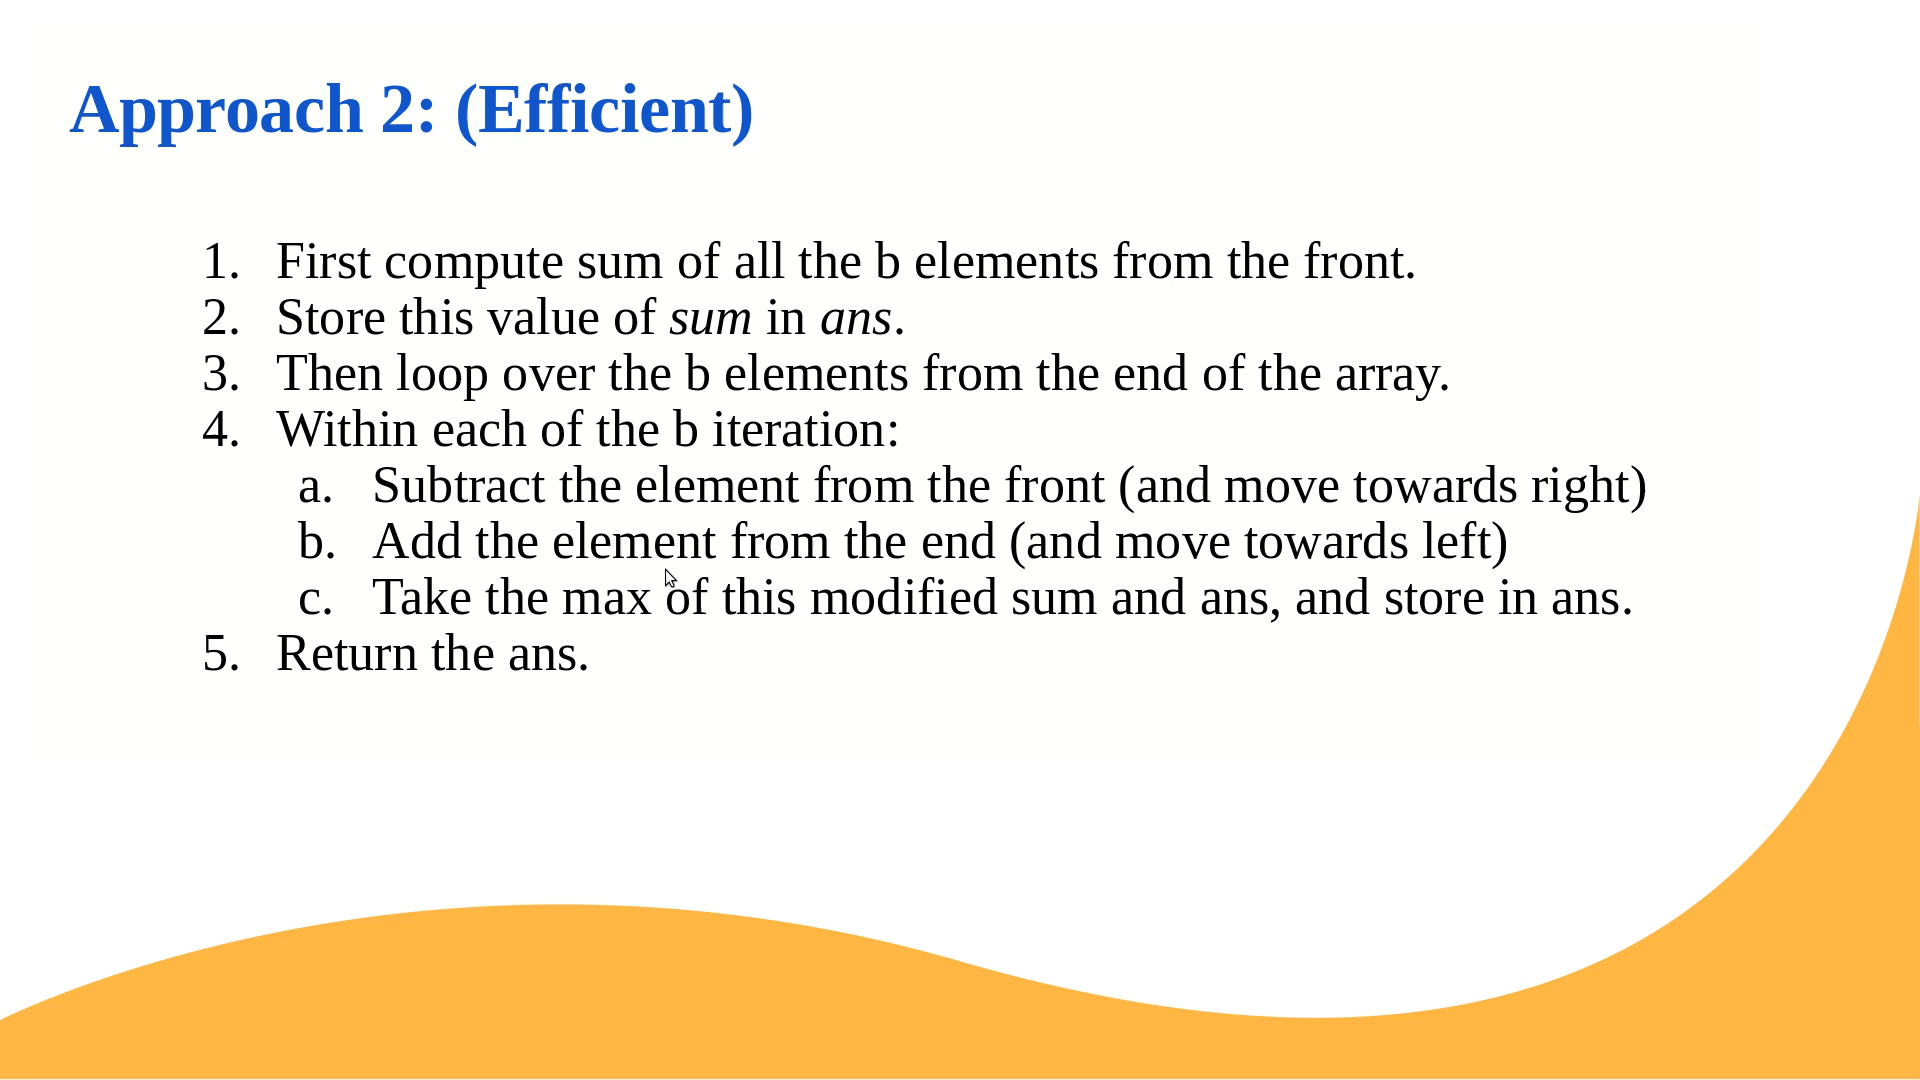 Approach 2: (Efficient)
1. First compute sum of all the b elements from the front.
2. Store this value of sum in ans.
3. Then loop over the b elements from the end of the array.
4. Within each of the b iteration:
a. Subtract the element from the front (and move towards right)
b. Add the element from the end (and move towards left)
c. Take the max of this modified sum and ans, and store in ans.
5. Return the ans.